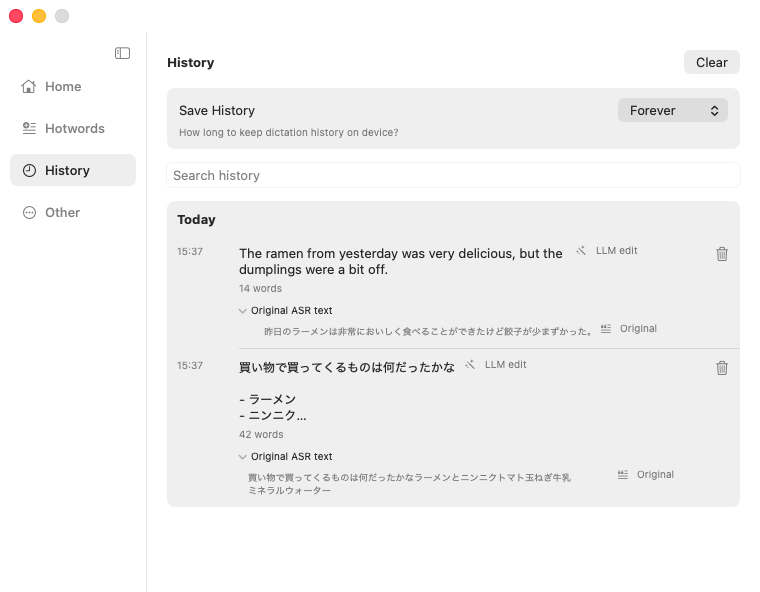 Home
Hotwords
History
Other
History
Clear
Save History
Forever
How long to keep dictation history on device?
Search history
Today
15:37
The ramen from yesterday was very delicious, but the
dumplings were a bit off.
LLM edit
14 words
Original ASR text
昨日のラーメンは非常においしく食べることができたけど餃子が少まずかった。
Original
15:37
買い物で買ってくるものは何だったかな
LLM edit
- ラーメン
- ニンニク...
42 words
Original ASR text
買い物で買ってくるものは何だったかなラーメンとニンニクトマト玉ねぎ牛乳
ミネラルウォーター
Original